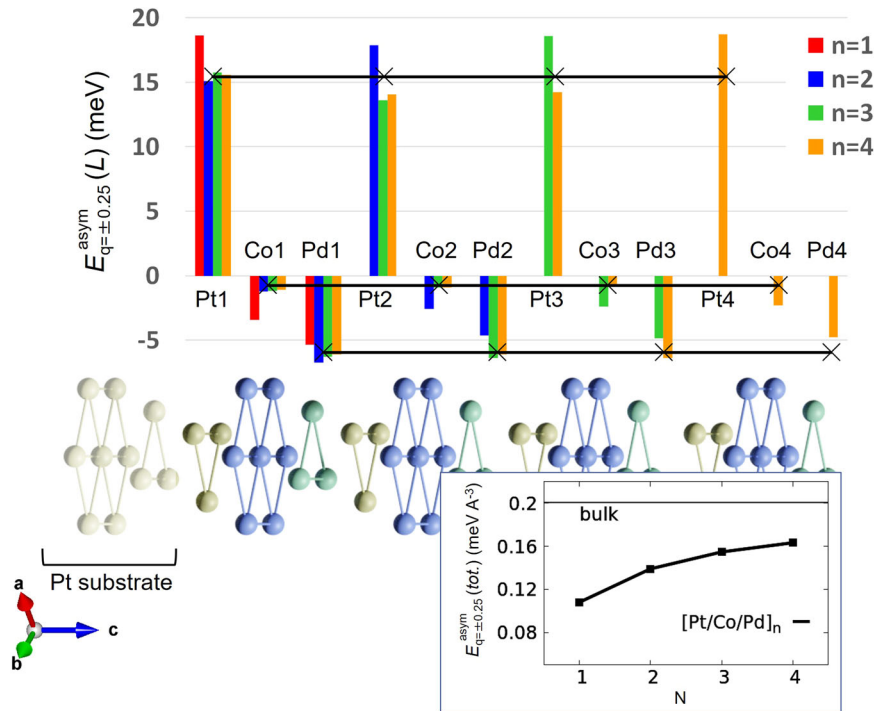 20
15
10
5
0
-5
E^asym_q=±0.25 (L) (meV)
n=1
n=2
n=3
n=4
Co1 Pd1 Co2 Pd2 Co3 Pd3 Co4 Pd4
Pt1 Pt2 Pt3 Pt4
Pt substrate
a
b
c
E^asym_q=±0.25 (tot.) (meV A^-3)
0.2
0.16
0.12
0.08
bulk
[Pt/Co/Pd]n
1 2 3 4
N